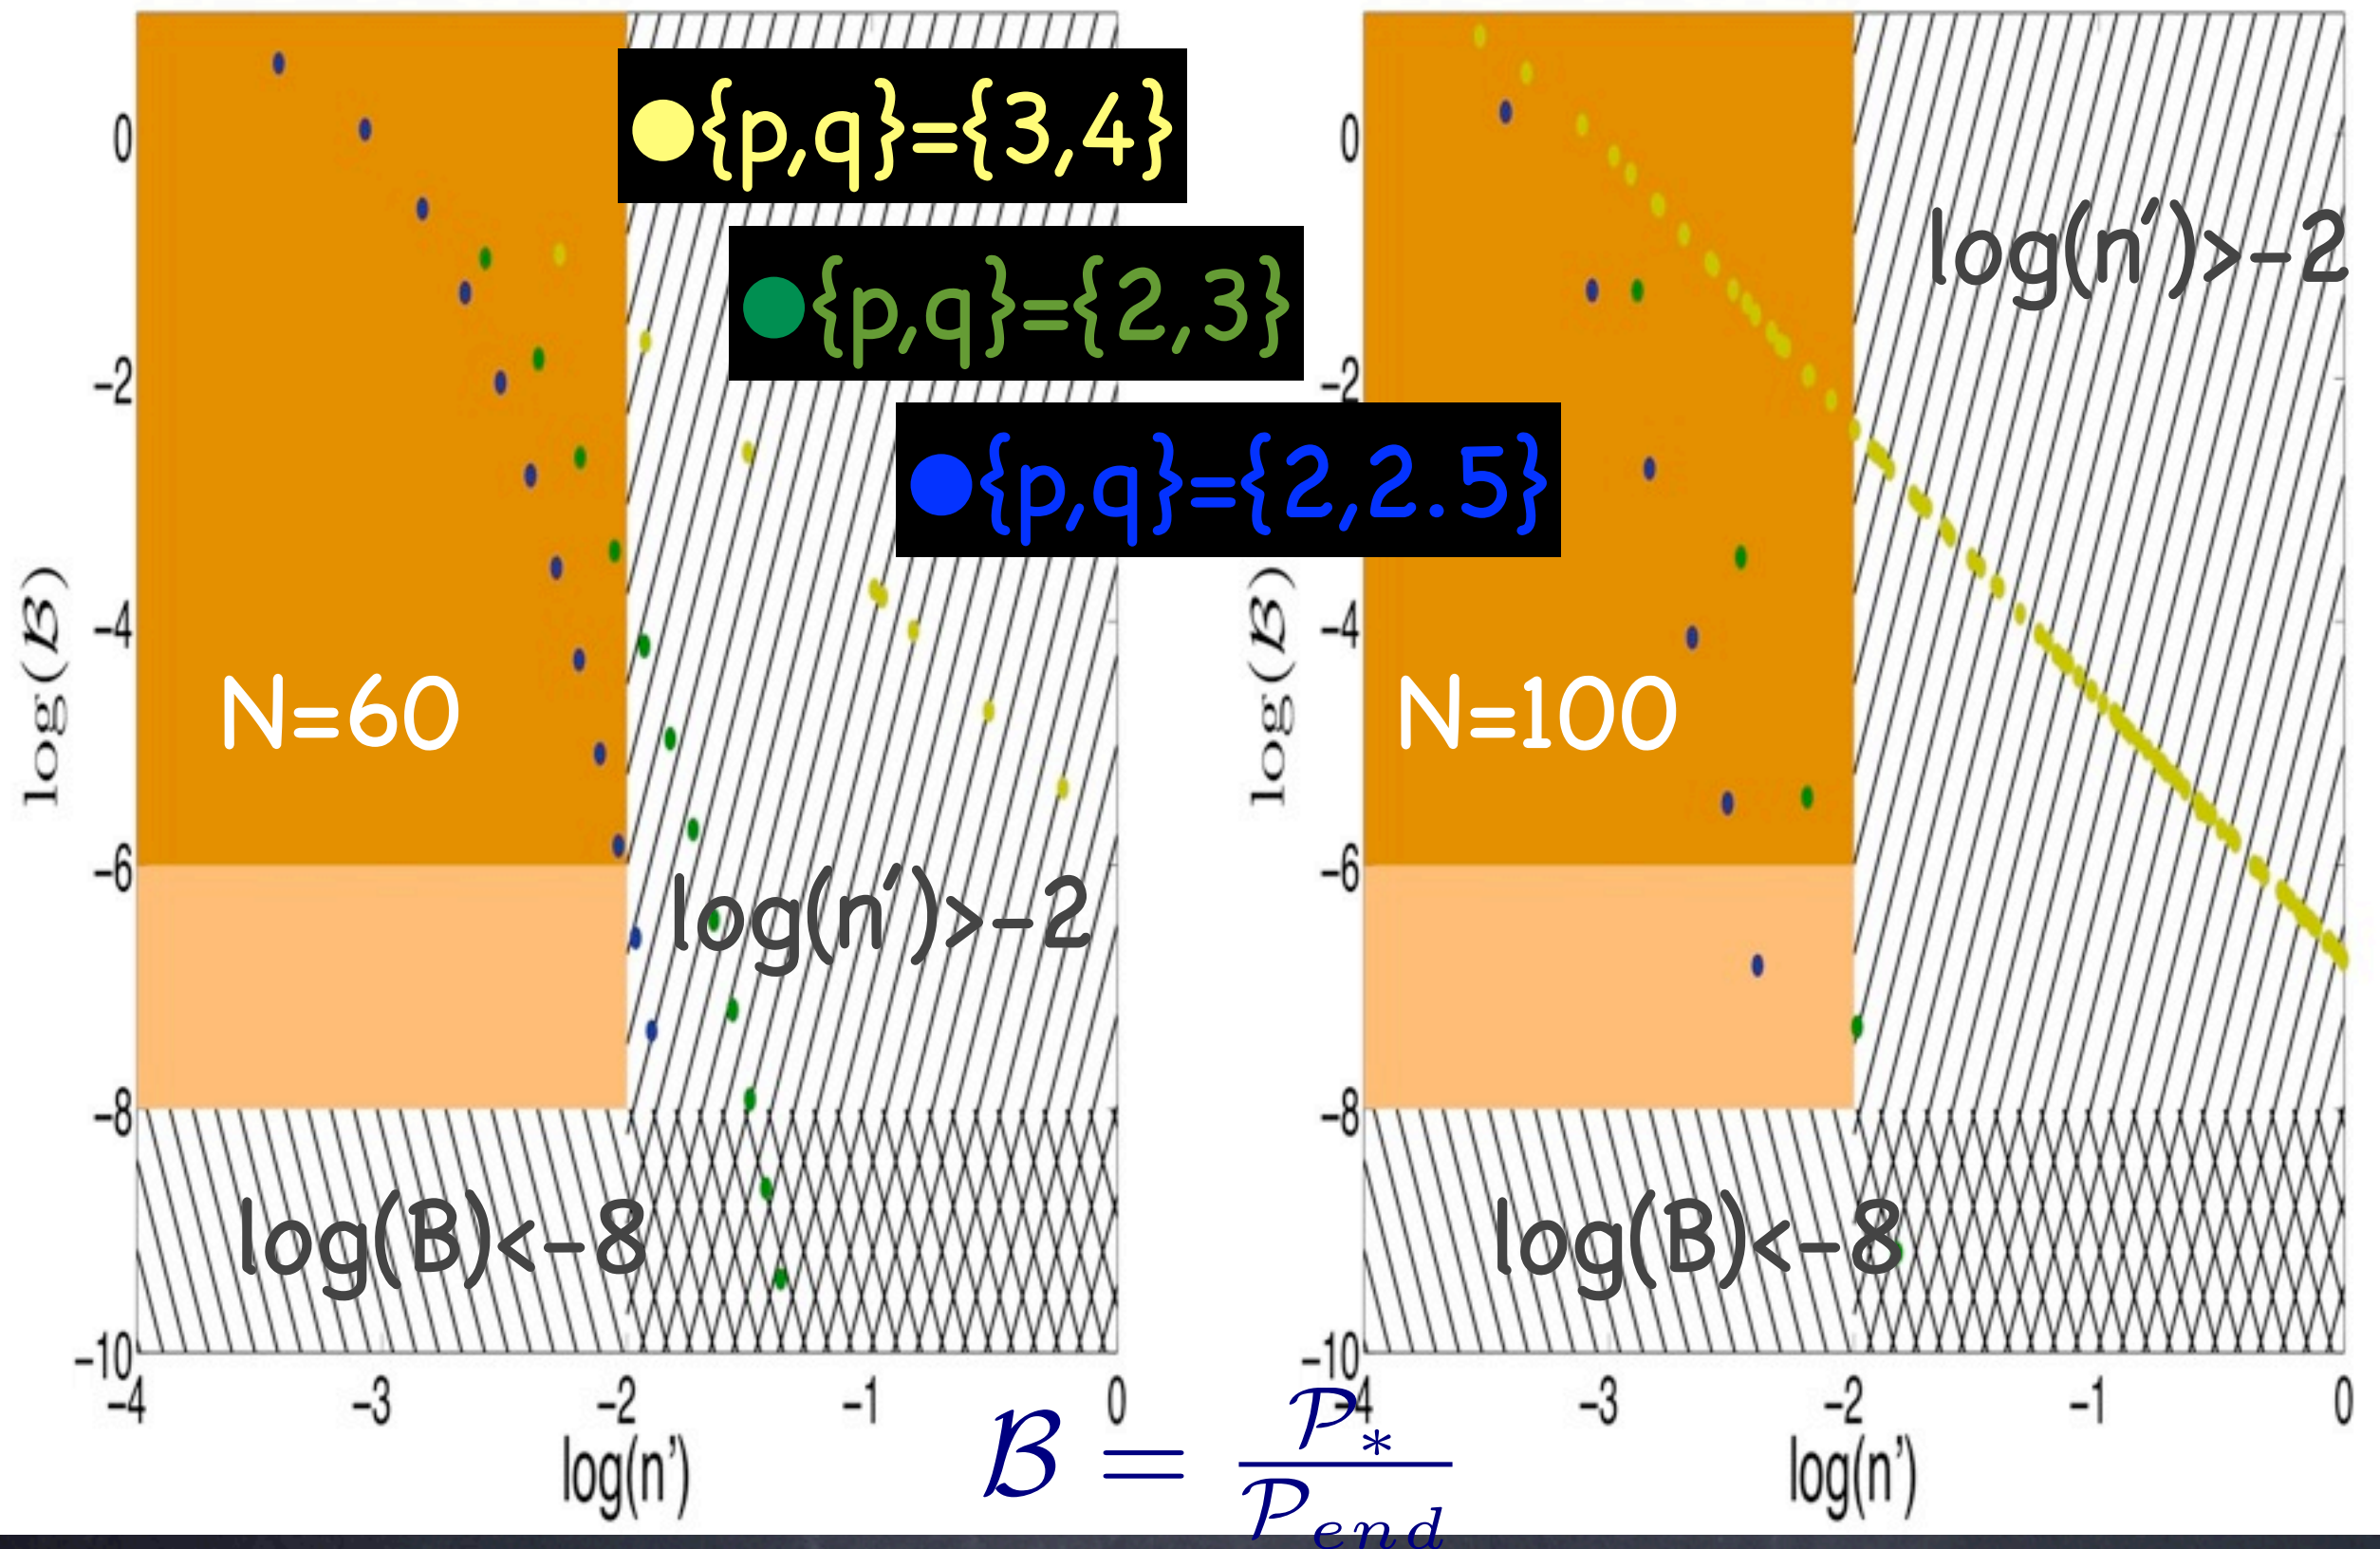 {p,q}={3,4}
{p,q}={2,3}
{p,q}={2,2.5}
0
−2
−4
−6
−8
−10
log(B)
N=60
log(n´)>−2
log(B)<−8
−4
−3
−2
−1
0
log(n’)
0
−2
−4
−6
−8
−10
log(B)
log(n´)>−2
N=100
log(B)<−8
−4
−3
−2
−1
0
log(n’)
B = P* / Pend